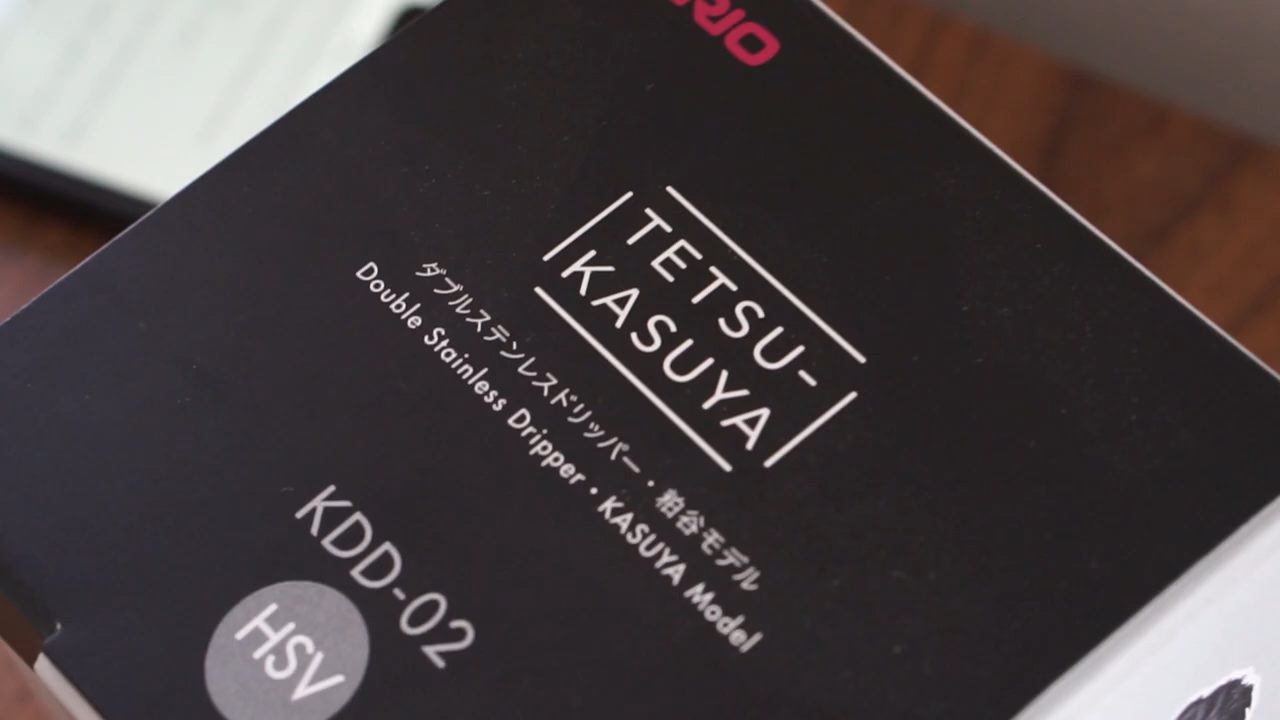 RIO
TETSU-
KASUYA
ダブルステンレスドリッパー・粕谷モデル
Double Stainless Dripper・KASUYA Model
KDD-02
HSV